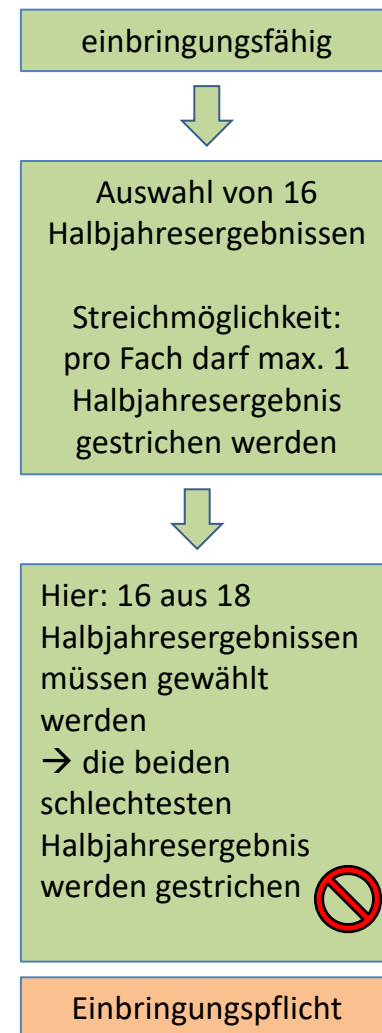 einbringungsfähig
Auswahl von 16
Halbjahresergebnissen
Streichmöglichkeit:
pro Fach darf max. 1
Halbjahresergebnis
gestrichen werden
Hier: 16 aus 18
Halbjahresergebnissen
müssen gewählt
werden
→ die beiden
schlechtesten
Halbjahresergebnis
werden gestrichen
Einbringungspflicht